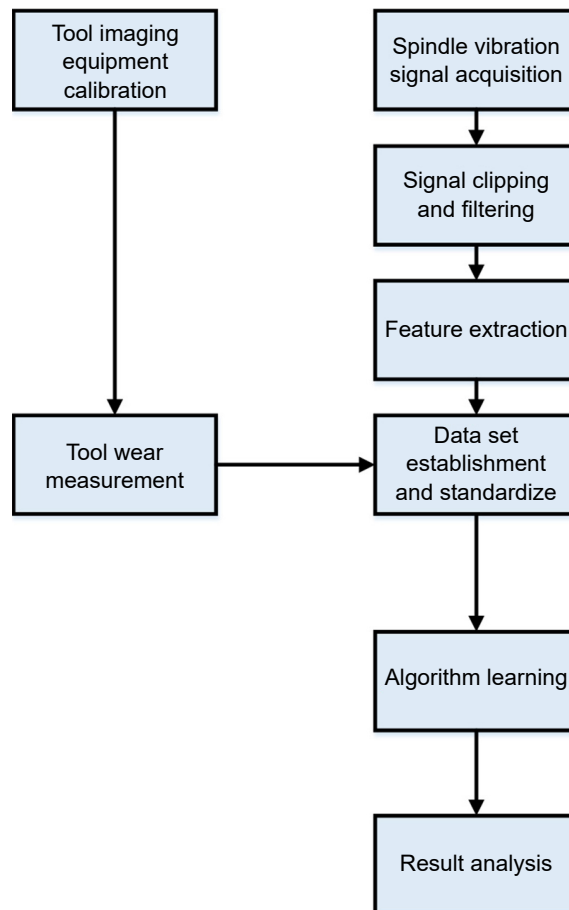 Tool imaging
equipment
calibration
Spindle vibration
signal acquisition
Signal clipping
and filtering
Feature extraction
Tool wear
measurement
Data set
establishment
and standardize
Algorithm learning
Result analysis